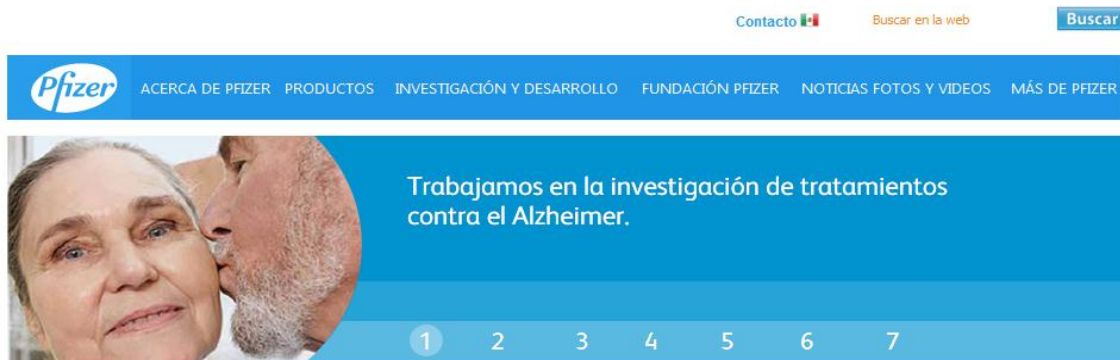 Contacto
Buscar en la web
Buscar
Pfizer
ACERCA DE PFIZER PRODUCTOS INVESTIGACIÓN Y DESARROLLO FUNDACIÓN PFIZER NOTICIAS FOTOS Y VIDEOS MÁS DE PFIZER
Trabajamos en la investigación de tratamientos
contra el Alzheimer.
1 2 3 4 5 6 7